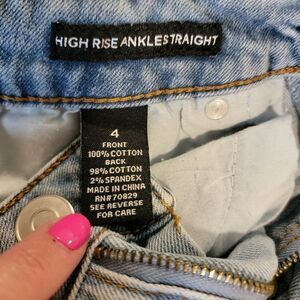 HIGH RISE ANKLE STRAIGHT
4
FRONT
100% COTTON
BACK
98% COTTON
2% SPANDEX
MADE IN CHINA
RN#70829
SEE REVERSE
FOR CARE